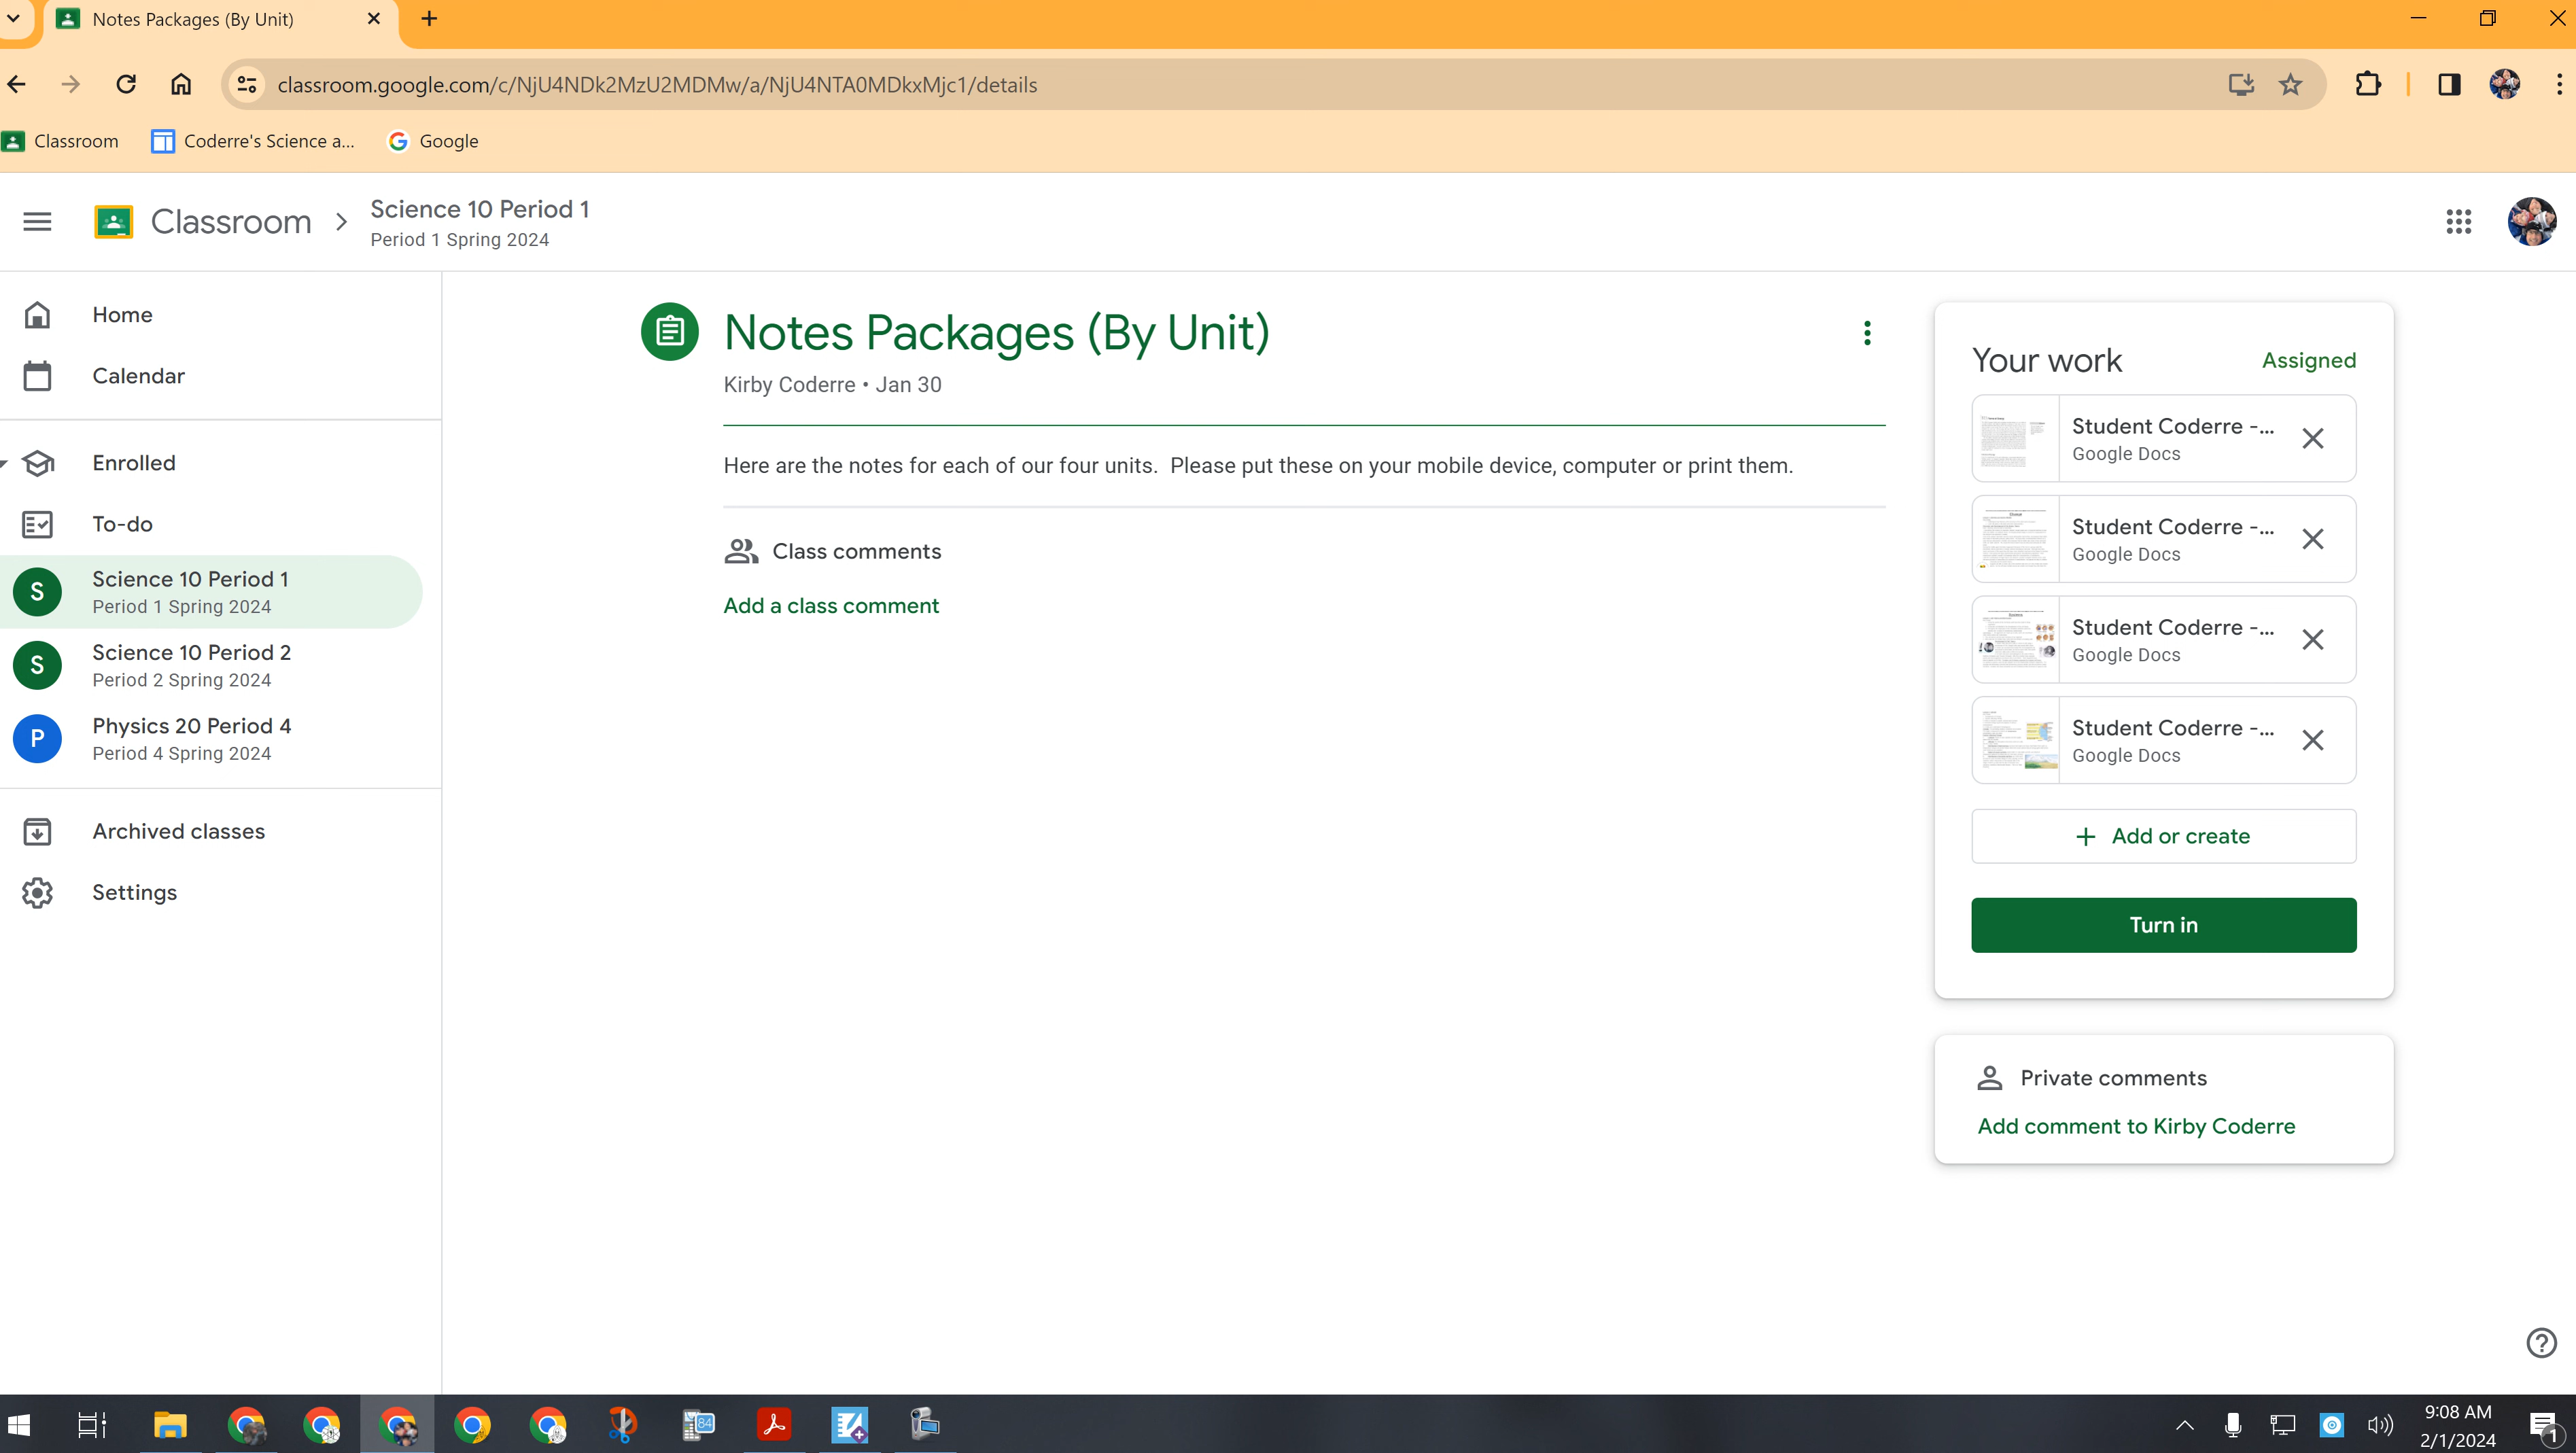 Notes Packages (By Unit)
classroom.google.com/c/NjU4NDk2MzU2MDMw/a/NjU4NTA0MDkxMjc1/details
Classroom
Coderre's Science a...
Google
Classroom
Science 10 Period 1
Period 1 Spring 2024
Home
Calendar
Enrolled
To-do
S
Science 10 Period 1
Period 1 Spring 2024
S
Science 10 Period 2
Period 2 Spring 2024
P
Physics 20 Period 4
Period 4 Spring 2024
Archived classes
Settings
Notes Packages (By Unit)
Kirby Coderre • Jan 30
Here are the notes for each of our four units.  Please put these on your mobile device, computer or print them.
Class comments
Add a class comment
Your work
Assigned
Student Coderre -...
Google Docs
Student Coderre -...
Google Docs
Student Coderre -...
Google Docs
Student Coderre -...
Google Docs
+ Add or create
Turn in
Private comments
Add comment to Kirby Coderre
84
9:08 AM
2/1/2024
1